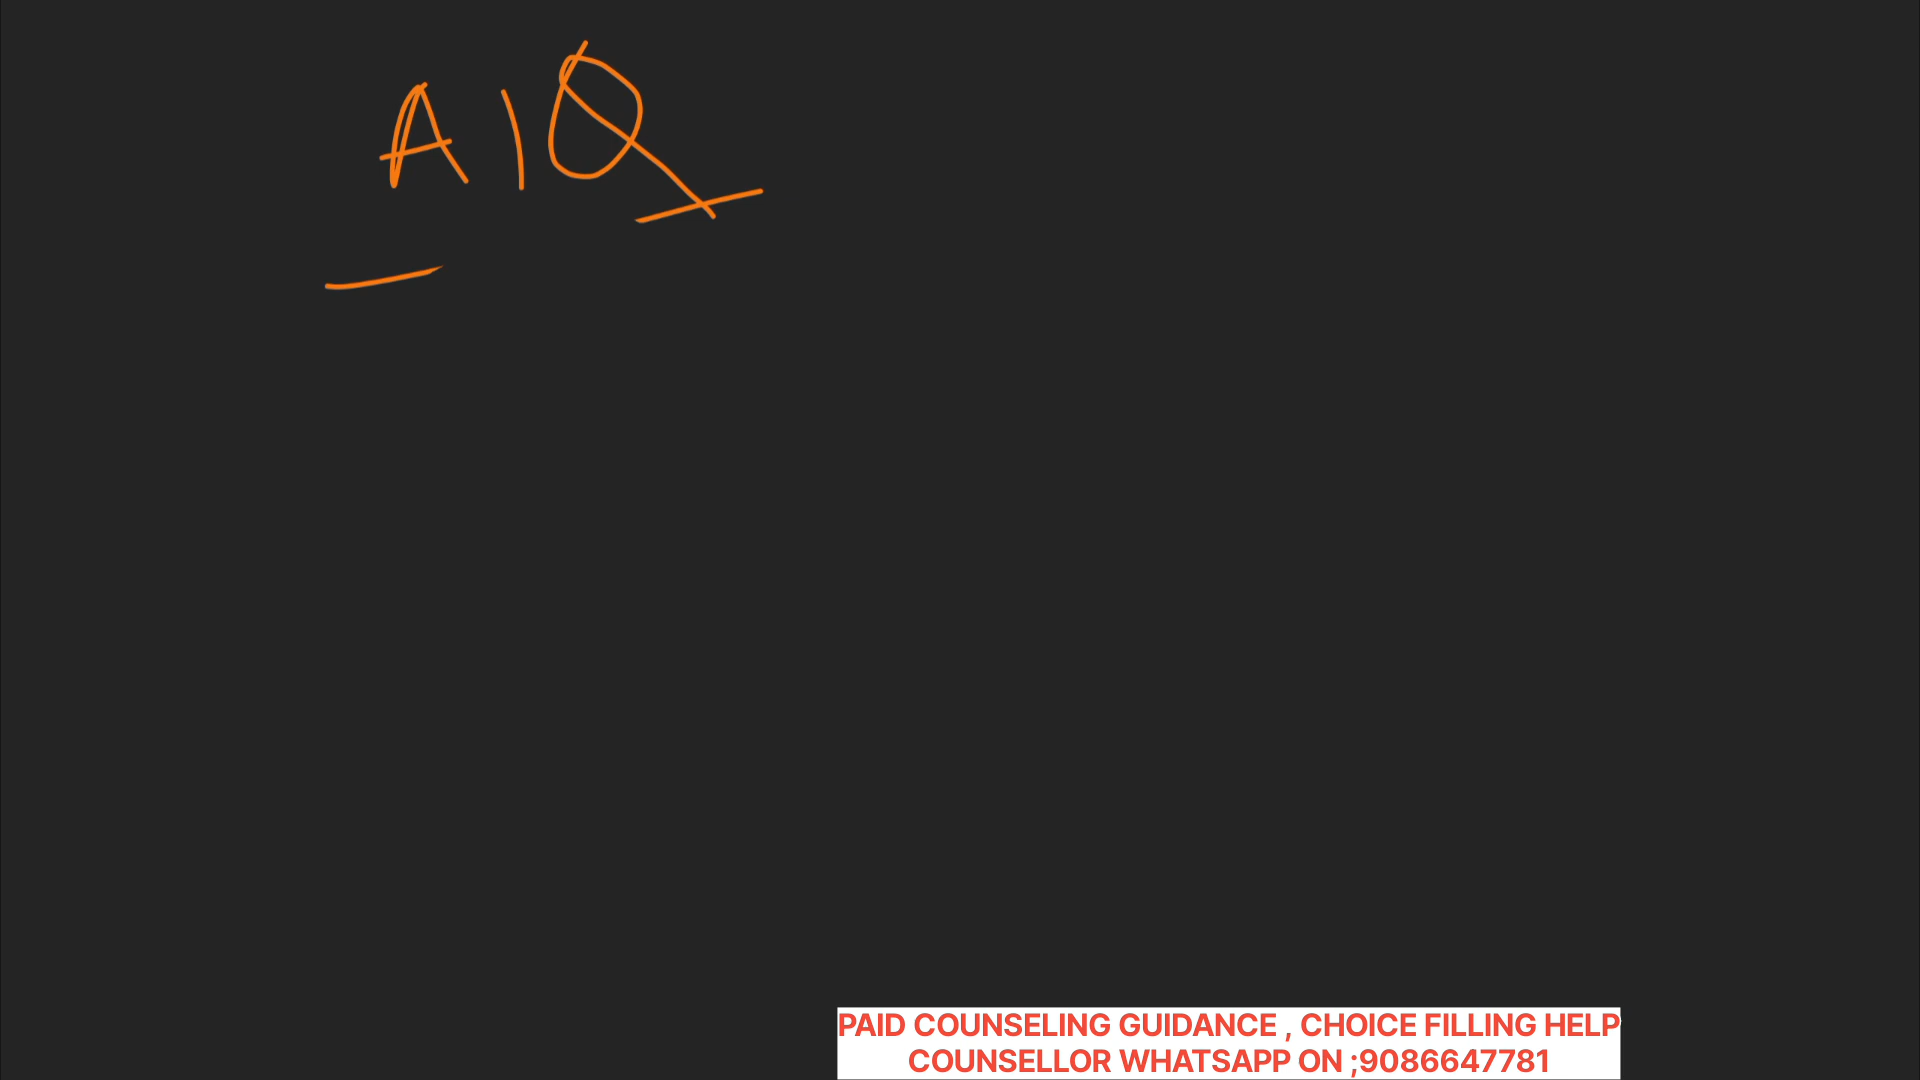 AIQ
PAID COUNSELING GUIDANCE , CHOICE FILLING HELP
COUNSELLOR WHATSAPP ON ;9086647781